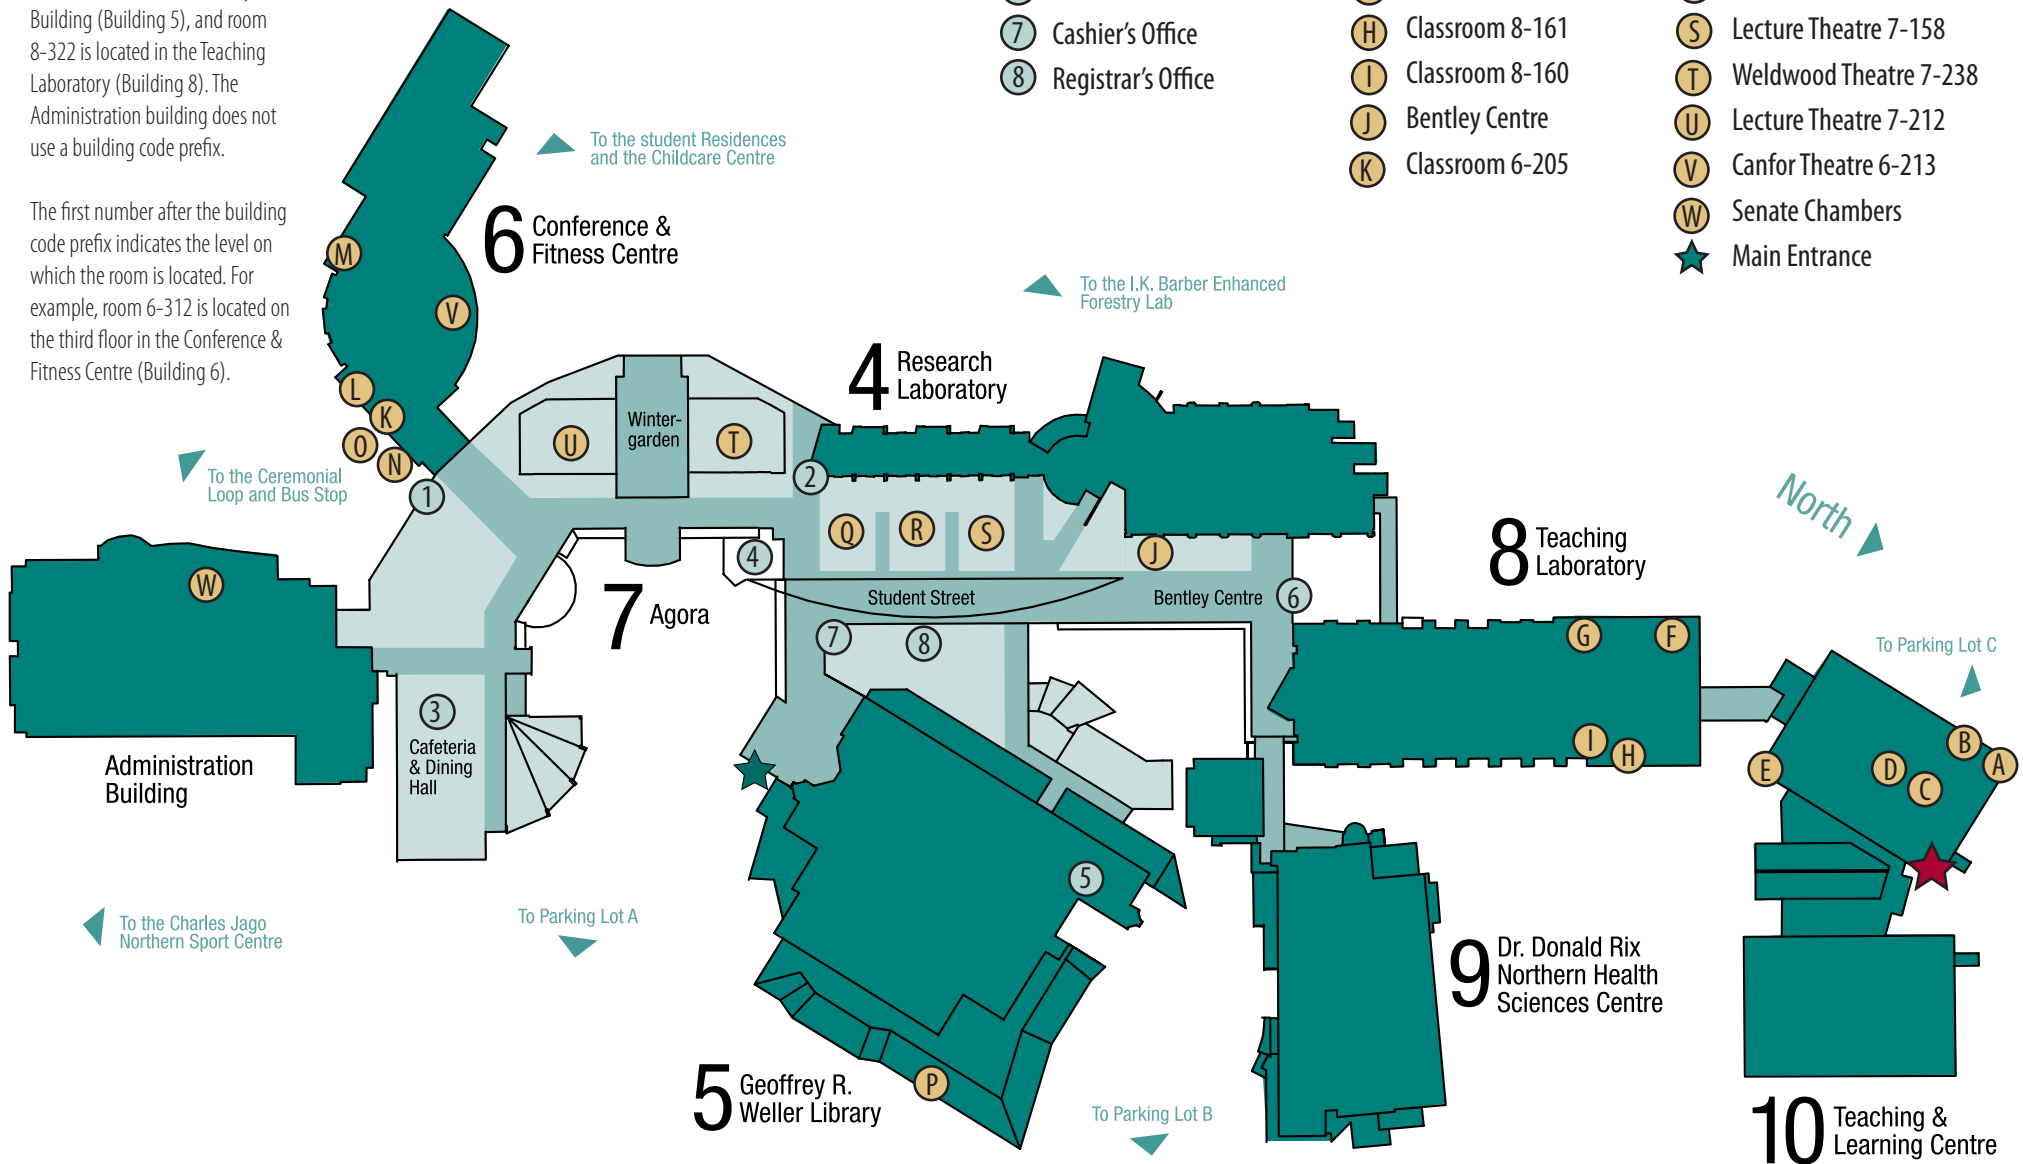 Building (Building 5), and room
8-322 is located in the Teaching
Laboratory (Building 8). The
Administration building does not
use a building code prefix.
The first number after the building
code prefix indicates the level on
which the room is located. For
example, room 6-312 is located on
the third floor in the Conference &
Fitness Centre (Building 6).
7 Cashier's Office
8 Registrar's Office
H Classroom 8-161
I Classroom 8-160
J Bentley Centre
K Classroom 6-205
S Lecture Theatre 7-158
T Weldwood Theatre 7-238
U Lecture Theatre 7-212
V Canfor Theatre 6-213
W Senate Chambers
Main Entrance
To the student Residences
and the Childcare Centre
6 Conference &
Fitness Centre
M
V
L
K
O
N
1
To the I.K. Barber Enhanced
Forestry Lab
4 Research
Laboratory
Winter-
garden
U
T
2
To the Ceremonial
Loop and Bus Stop
Q
R
S
J
4
North
8 Teaching
Laboratory
W
7 Agora
Student Street
Bentley Centre
6
7
8
G
F
To Parking Lot C
3
Cafeteria
& Dining
Hall
Administration
Building
I
H
E
D
C
B
A
5
To the Charles Jago
Northern Sport Centre
To Parking Lot A
9 Dr. Donald Rix
Northern Health
Sciences Centre
5 Geoffrey R.
Weller Library
P
To Parking Lot B
10 Teaching &
Learning Centre